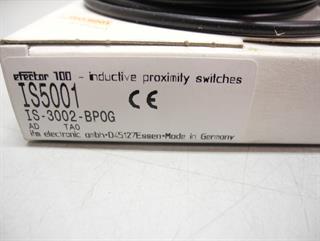 efector 100 - inductive proximity switches
IS5001
CE
IS-3002-BPOG
AD TAO
ifm electronic gmbh·D45127Essen·Made in Germany